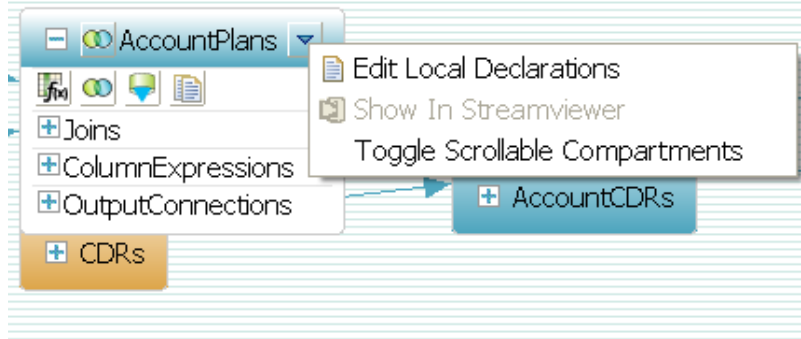 AccountPlans
f(x)
Edit Local Declarations
Show In Streamviewer
Toggle Scrollable Compartments
Joins
ColumnExpressions
OutputConnections
AccountCDRs
CDRs